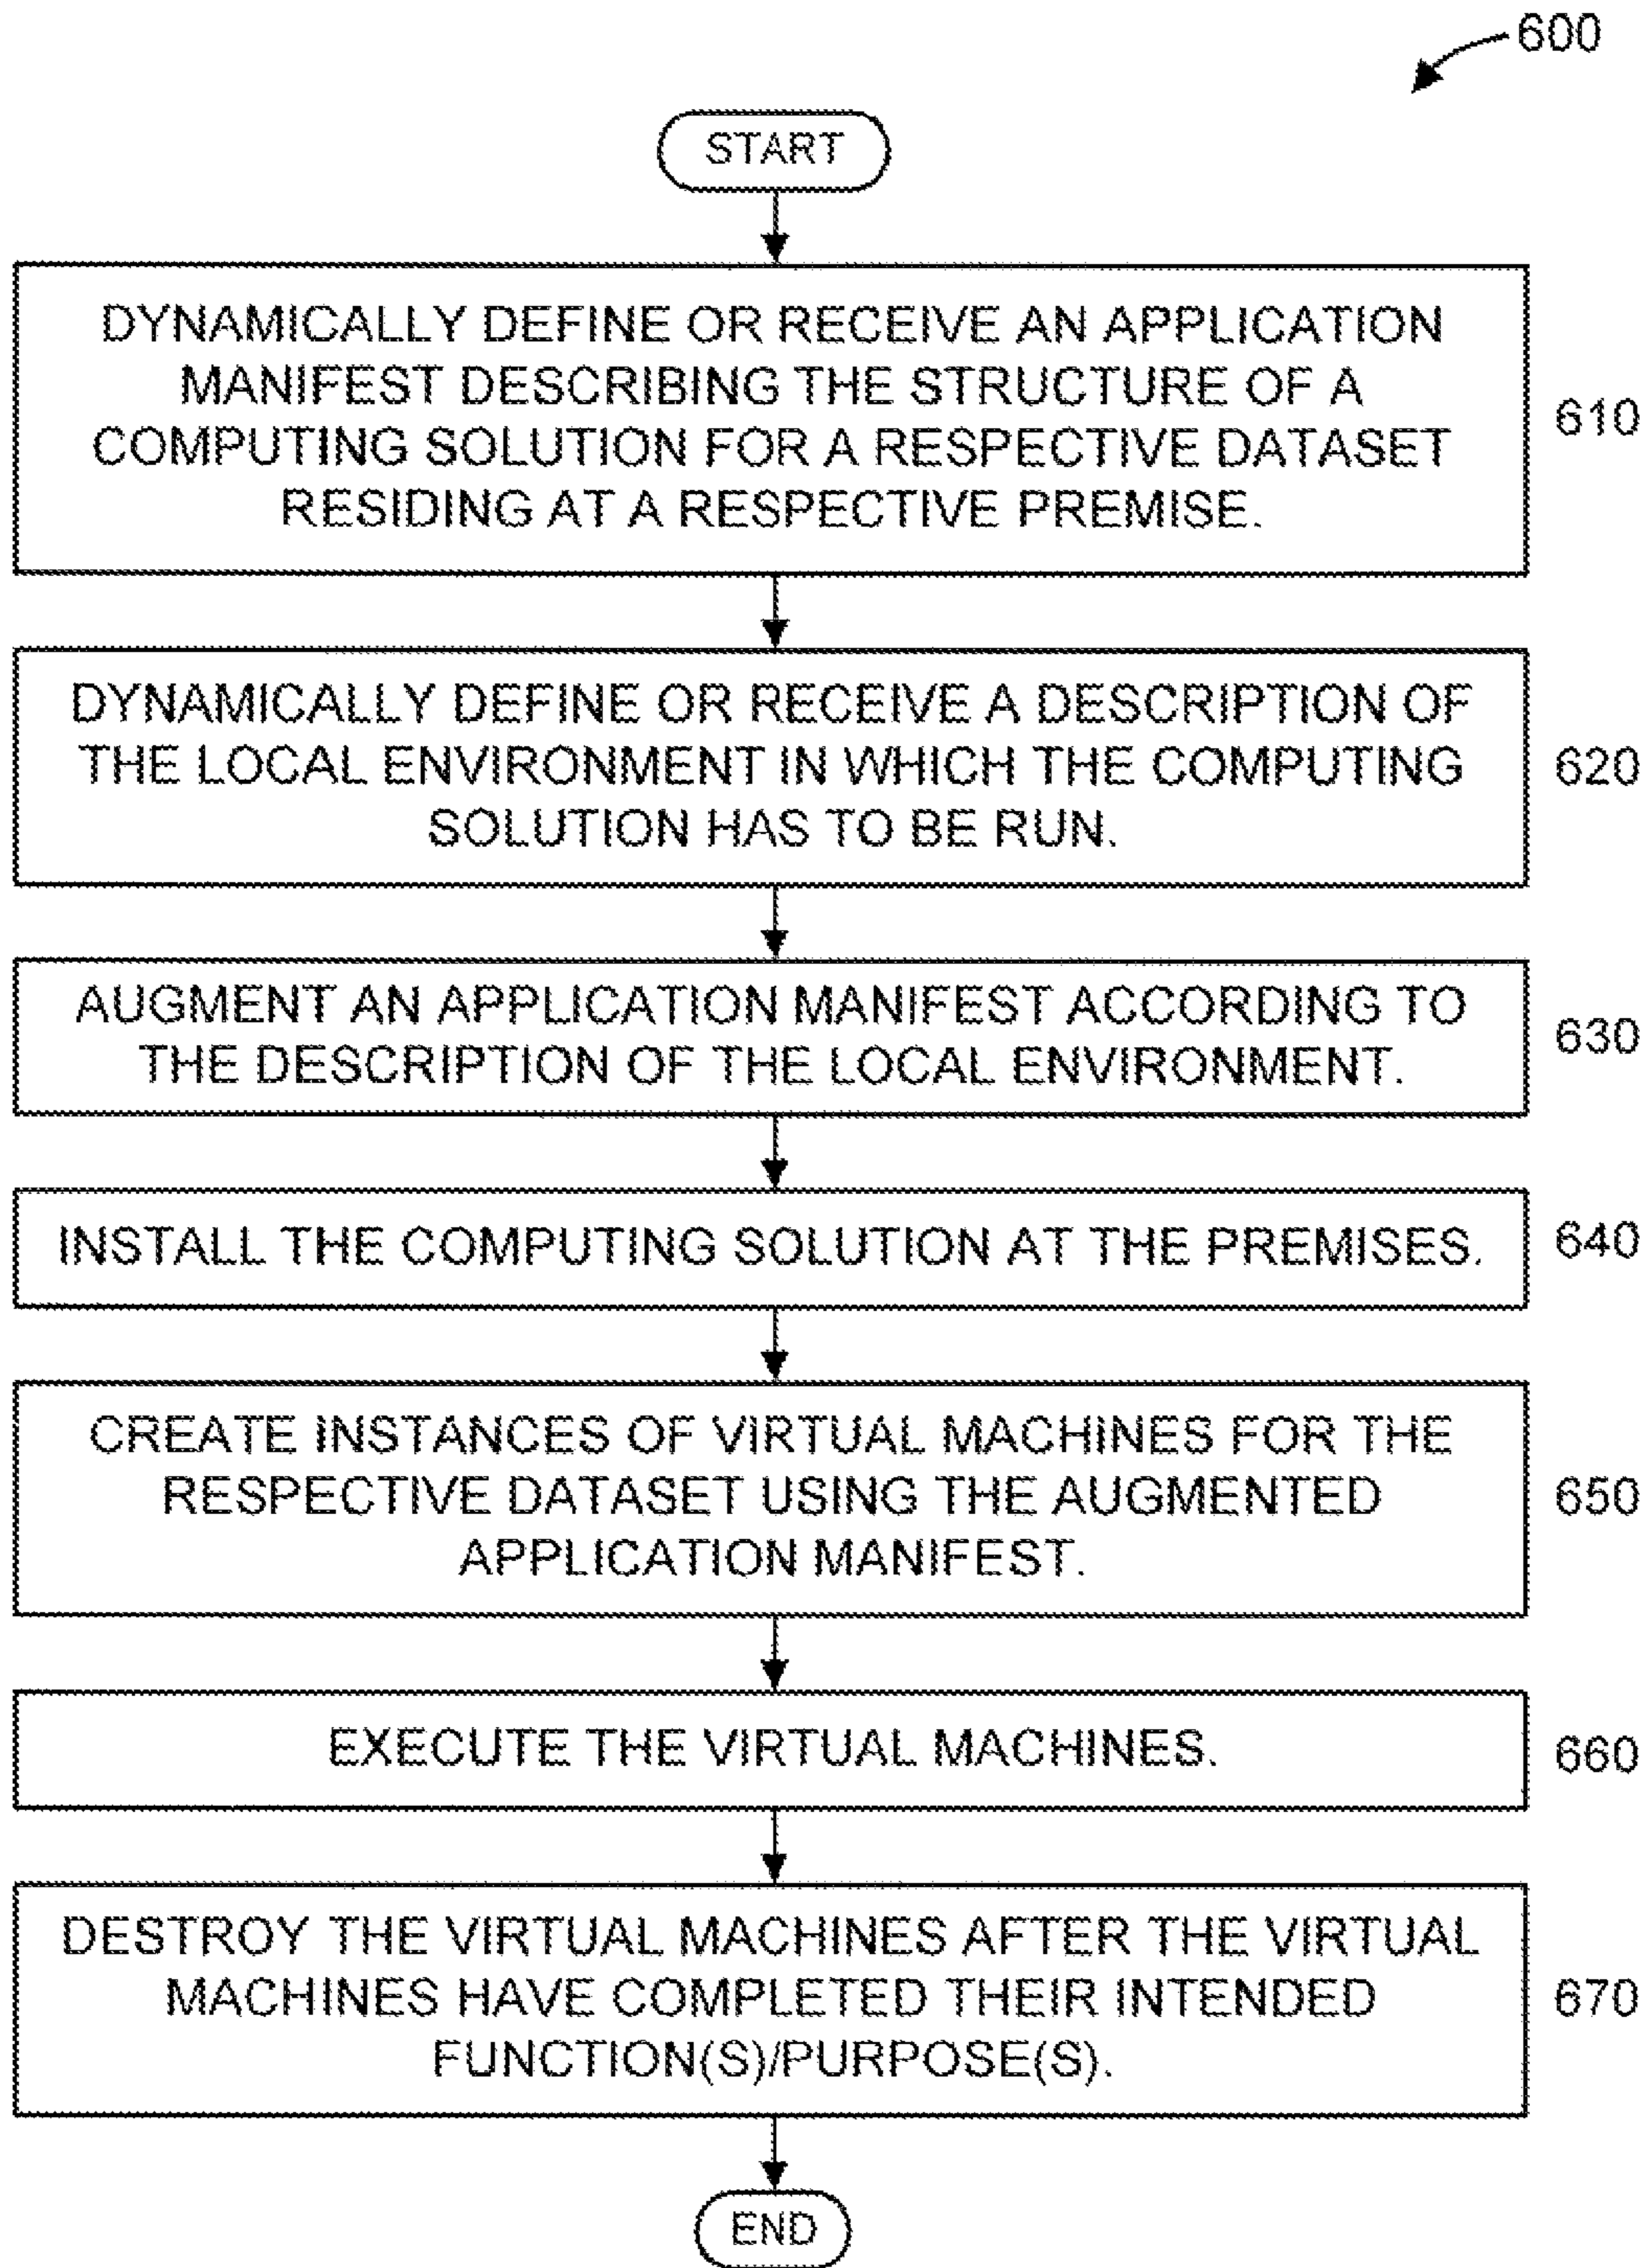 600
START
DYNAMICALLY DEFINE OR RECEIVE AN APPLICATION
MANIFEST DESCRIBING THE STRUCTURE OF A
COMPUTING SOLUTION FOR A RESPECTIVE DATASET
RESIDING AT A RESPECTIVE PREMISE.
610
DYNAMICALLY DEFINE OR RECEIVE A DESCRIPTION OF
THE LOCAL ENVIRONMENT IN WHICH THE COMPUTING
SOLUTION HAS TO BE RUN.
620
AUGMENT AN APPLICATION MANIFEST ACCORDING TO
THE DESCRIPTION OF THE LOCAL ENVIRONMENT.
630
INSTALL THE COMPUTING SOLUTION AT THE PREMISES.
640
CREATE INSTANCES OF VIRTUAL MACHINES FOR THE
RESPECTIVE DATASET USING THE AUGMENTED
APPLICATION MANIFEST.
650
EXECUTE THE VIRTUAL MACHINES.
660
DESTROY THE VIRTUAL MACHINES AFTER THE VIRTUAL
MACHINES HAVE COMPLETED THEIR INTENDED
FUNCTION(S)/PURPOSE(S).
670
END